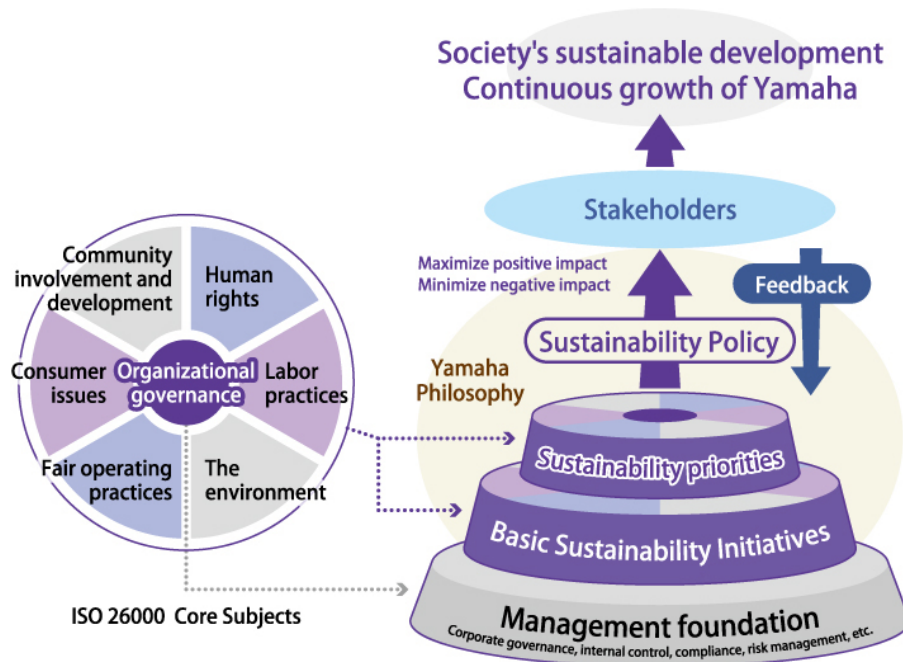 Society's sustainable development
Continuous growth of Yamaha
Stakeholders
Maximize positive impact
Minimize negative impact
Feedback
Sustainability Policy
Yamaha
Philosophy
Sustainability priorities
Basic Sustainability Initiatives
Management foundation
Corporate governance, internal control, compliance, risk management, etc.
Community
involvement and
development
Human
rights
Consumer
issues
Organizational
governance
Labor
practices
Fair operating
practices
The
environment
ISO 26000 Core Subjects